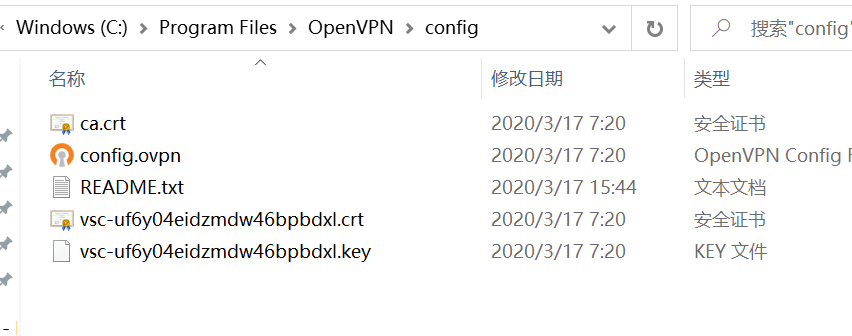 Windows (C:) › Program Files › OpenVPN › config 搜索"config"
名称 修改日期 类型
ca.crt 2020/3/17 7:20 安全证书
config.ovpn 2020/3/17 7:20 OpenVPN Config
README.txt 2020/3/17 15:44 文本文档
vsc-uf6y04eidzmdw46bpbdxl.crt 2020/3/17 7:20 安全证书
vsc-uf6y04eidzmdw46bpbdxl.key 2020/3/17 7:20 KEY 文件